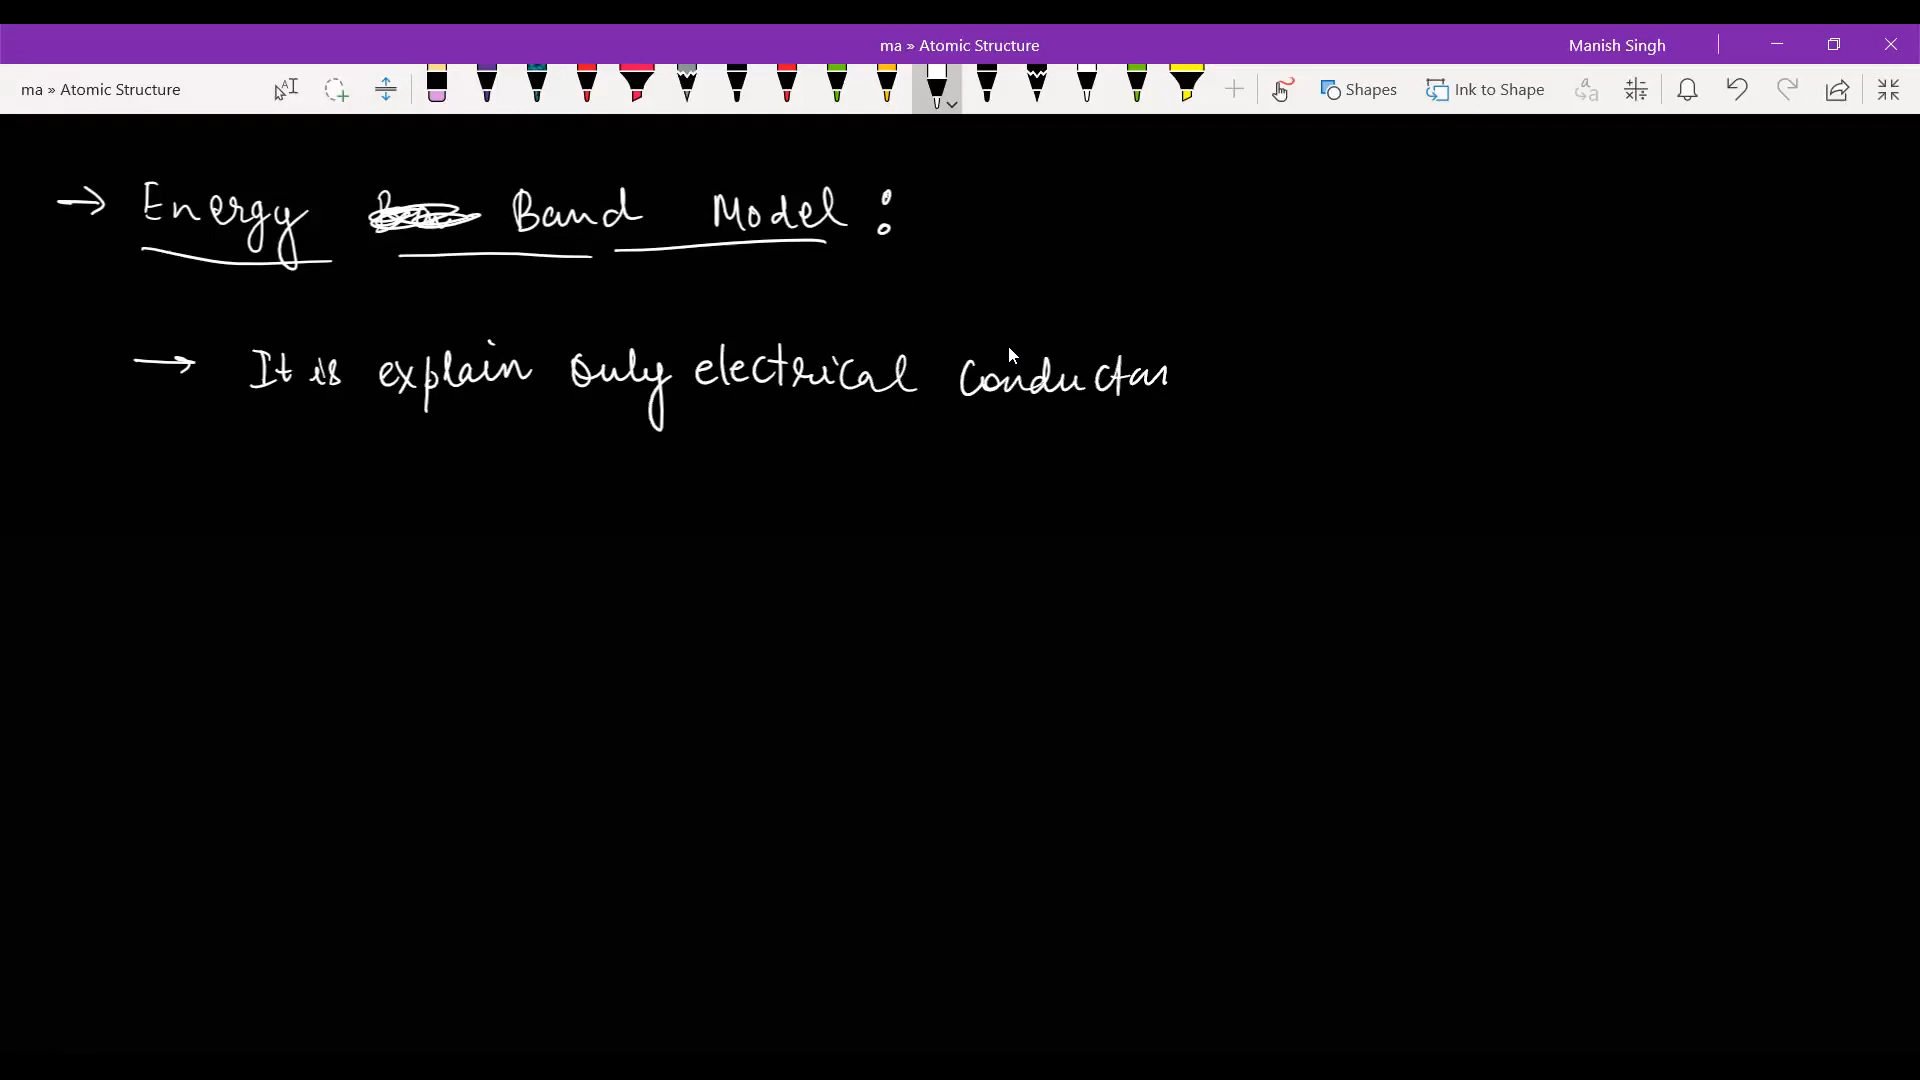 ma » Atomic Structure
Manish Singh
ma » Atomic Structure
Shapes
Ink to Shape
→ Energy Band Model :
→ It is explain only electrical conductan